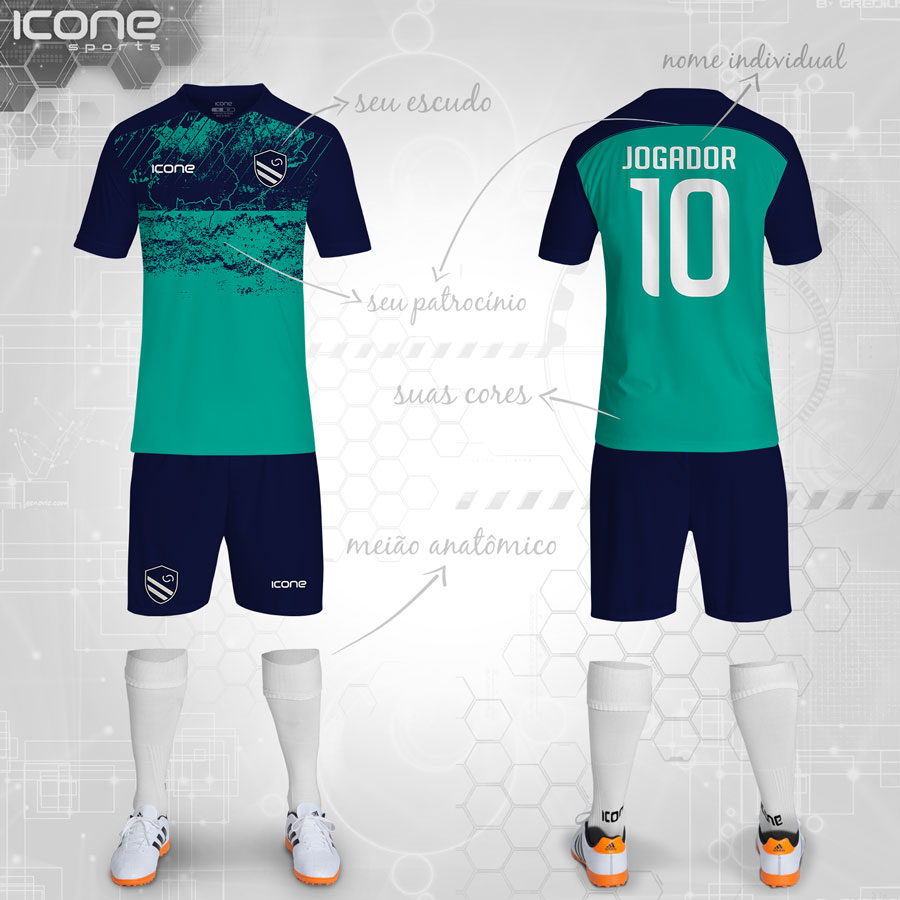 ICONE
sports
nome individual
seu escudo
ICONE
ICONE
JOGADOR
10
seu patrocínio
suas cores
meião anatômico
ICONE
ICONE